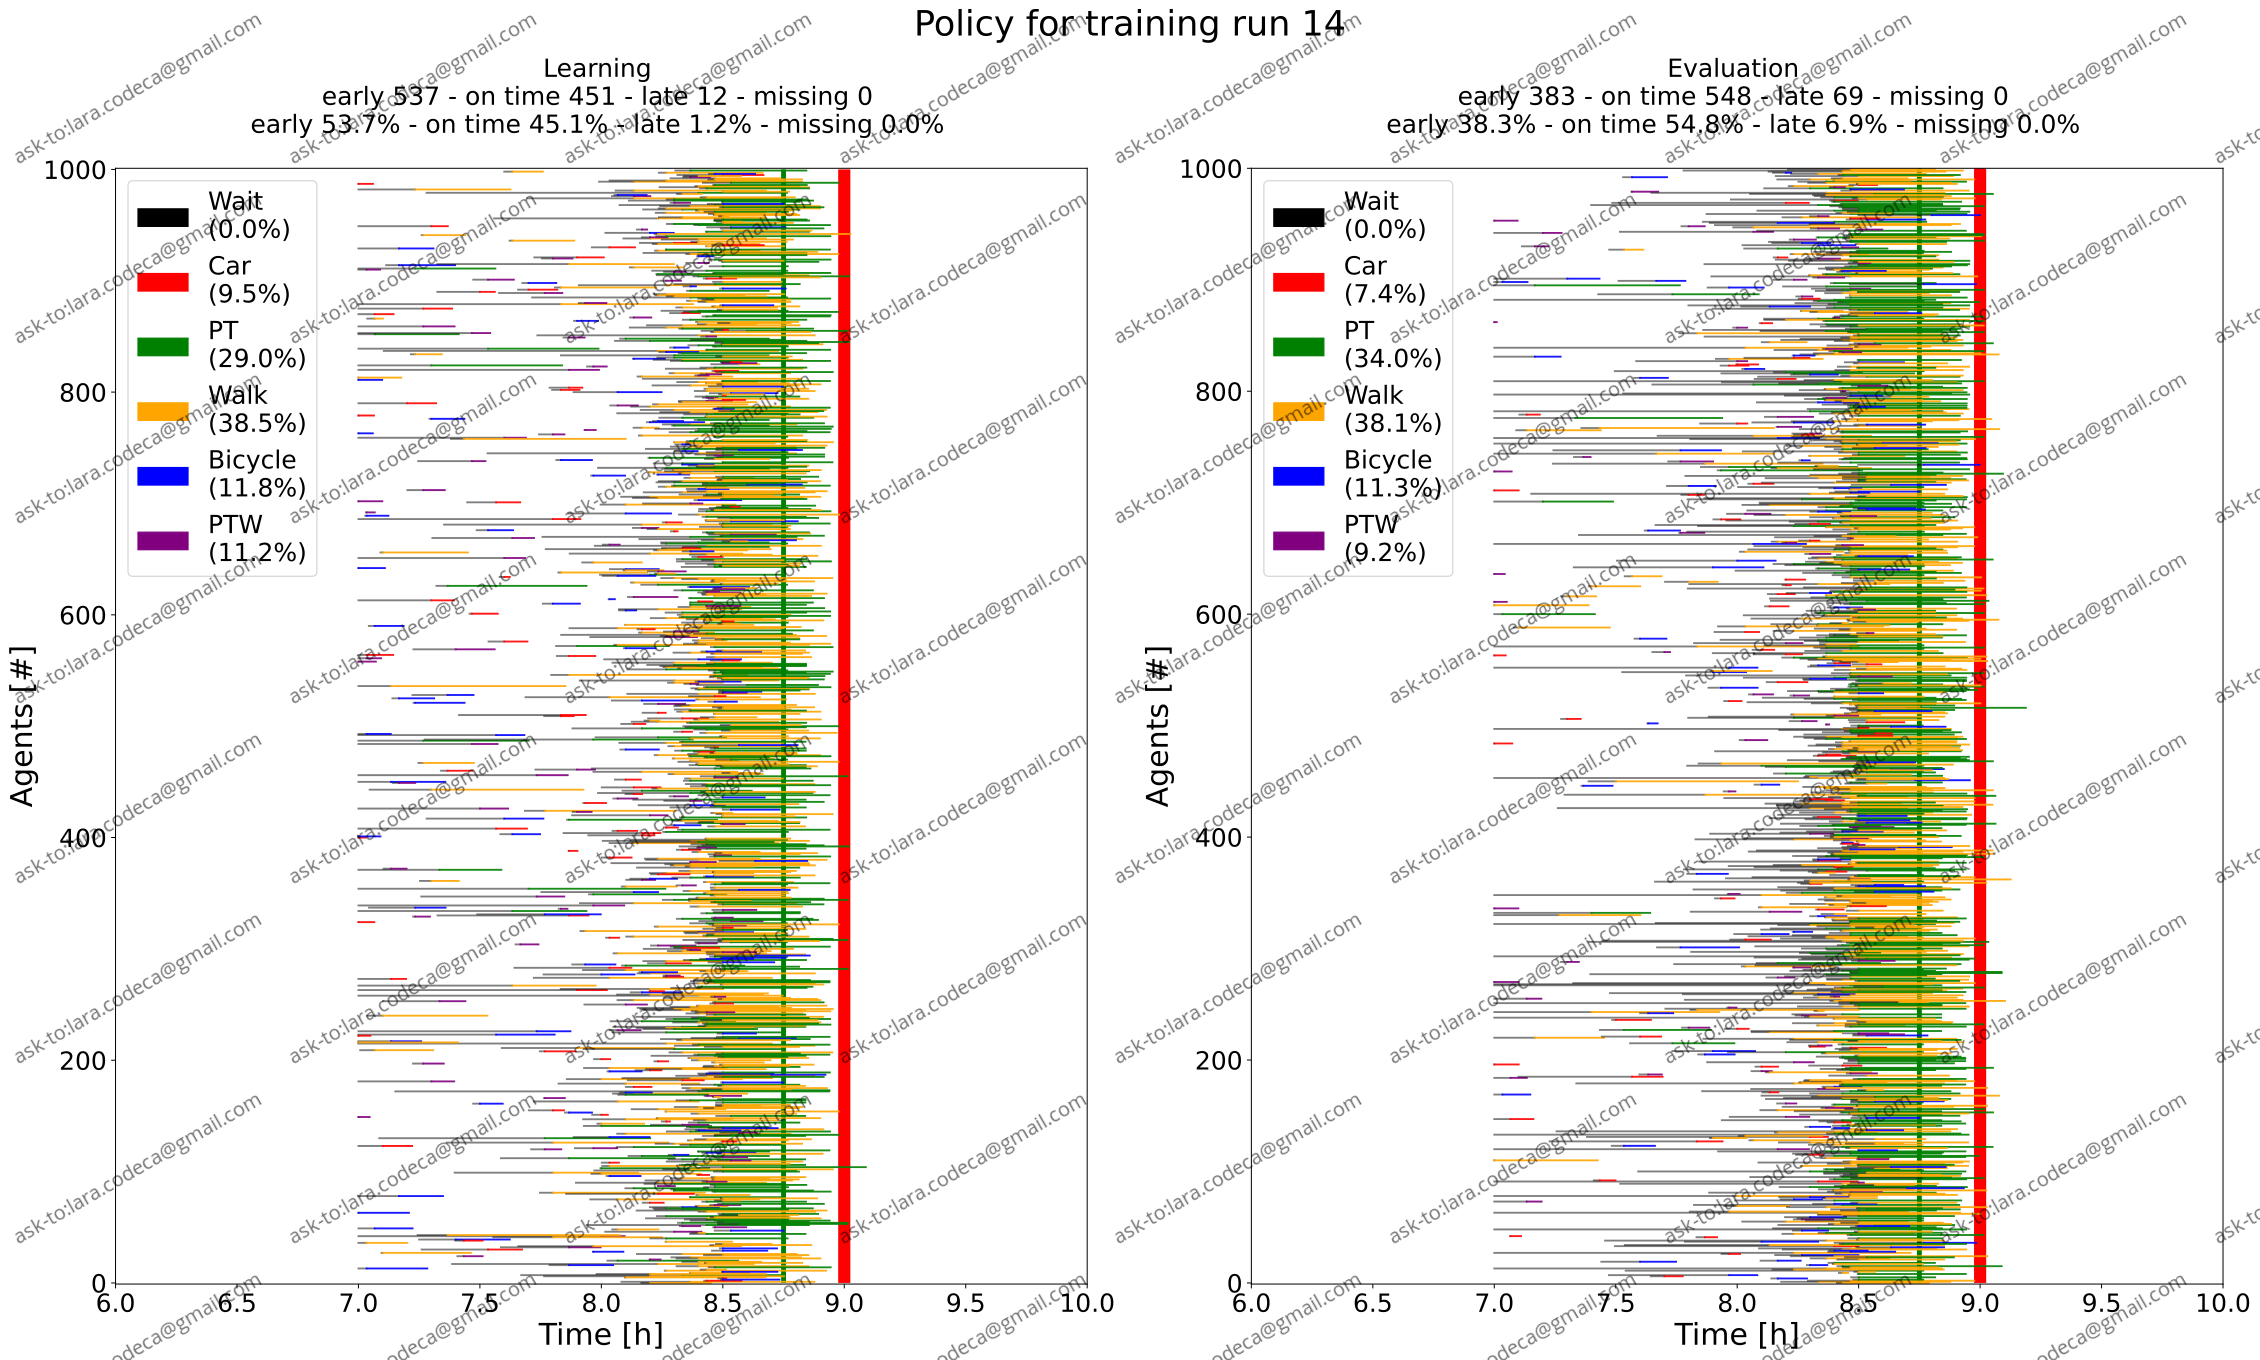 Policy for training run 14
Learning
early 537 - on time 451 - late 12 - missing 0
early 53.7% - on time 45.1% - late 1.2% - missing 0.0%
1000
800
600
400
200
0
Agents [#]
Wait
(0.0%)
Car
(9.5%)
PT
(29.0%)
Walk
(38.5%)
Bicycle
(11.8%)
PTW
(11.2%)
6.0 6.5 7.0 7.5 8.0 8.5 9.0 9.5 10.0
Time [h]
Evaluation
early 383 - on time 548 - late 69 - missing 0
early 38.3% - on time 54.8% - late 6.9% - missing 0.0%
1000
800
600
400
200
0
Agents [#]
Wait
(0.0%)
Car
(7.4%)
PT
(34.0%)
Walk
(38.1%)
Bicycle
(11.3%)
PTW
(9.2%)
6.0 6.5 7.0 7.5 8.0 8.5 9.0 9.5 10.0
Time [h]
ask-to:lara.codeca@gmail.com